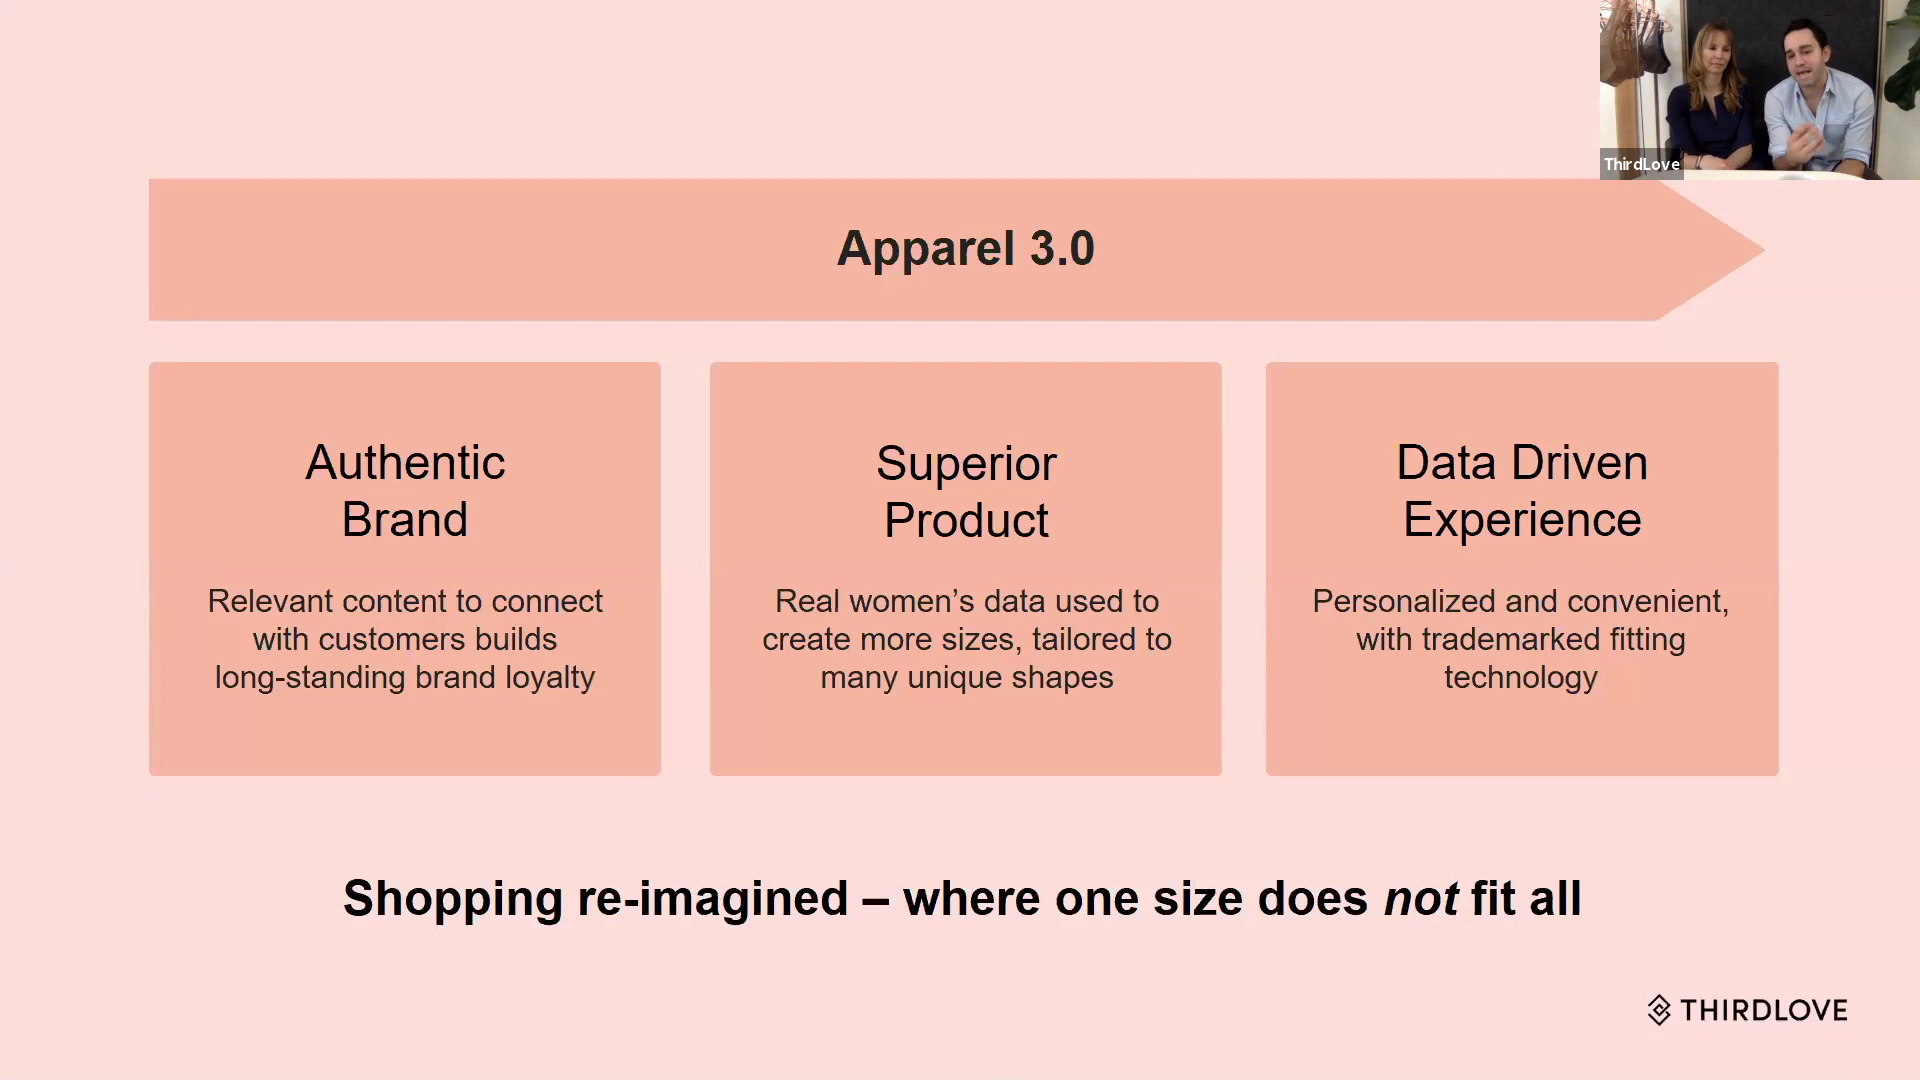 ThirdLove
Apparel 3.0
Authentic
Brand
Relevant content to connect
with customers builds
long-standing brand loyalty
Superior
Product
Real women’s data used to
create more sizes, tailored to
many unique shapes
Data Driven
Experience
Personalized and convenient,
with trademarked fitting
technology
Shopping re-imagined – where one size does not fit all
THIRDLOVE